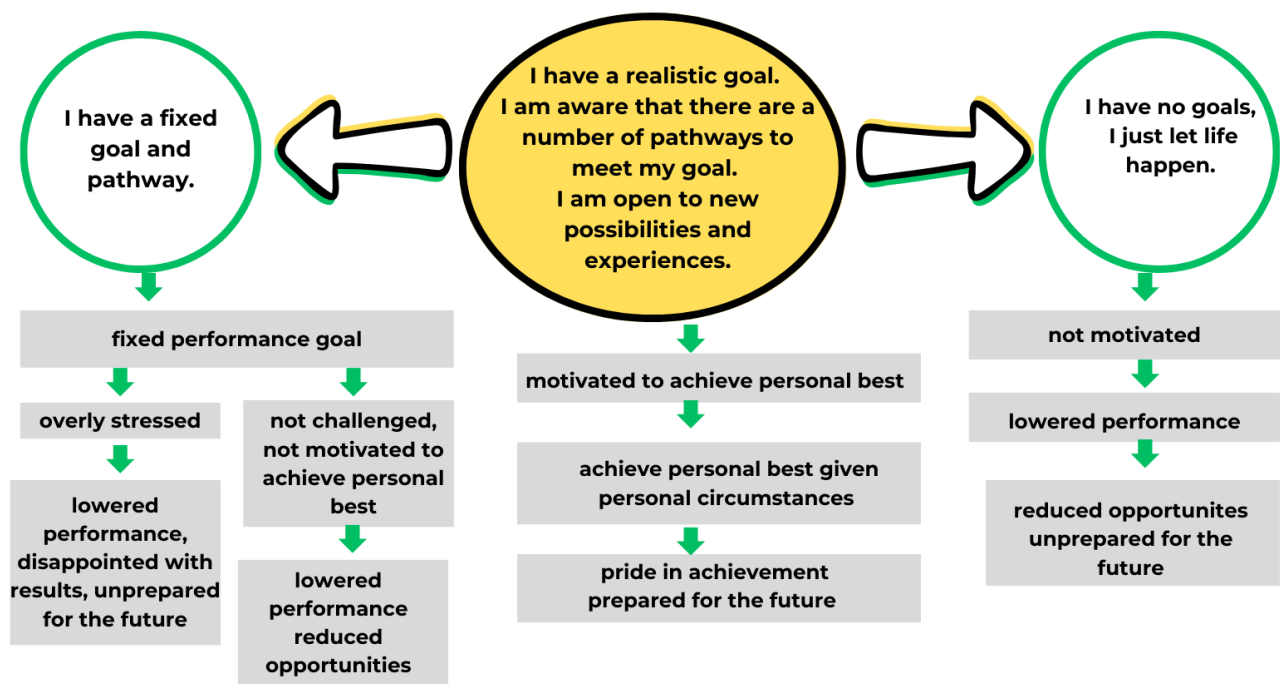 I have a fixed
goal and
pathway.
I have a realistic goal.
I am aware that there are a
number of pathways to
meet my goal.
I am open to new
possibilities and
experiences.
I have no goals,
I just let life
happen.
fixed performance goal
overly stressed
lowered
performance,
disappointed with
results, unprepared
for the future
not challenged,
not motivated to
achieve personal
best
lowered
performance
reduced
opportunities
motivated to achieve personal best
achieve personal best given
personal circumstances
pride in achievement
prepared for the future
not motivated
lowered performance
reduced opportunites
unprepared for the
future